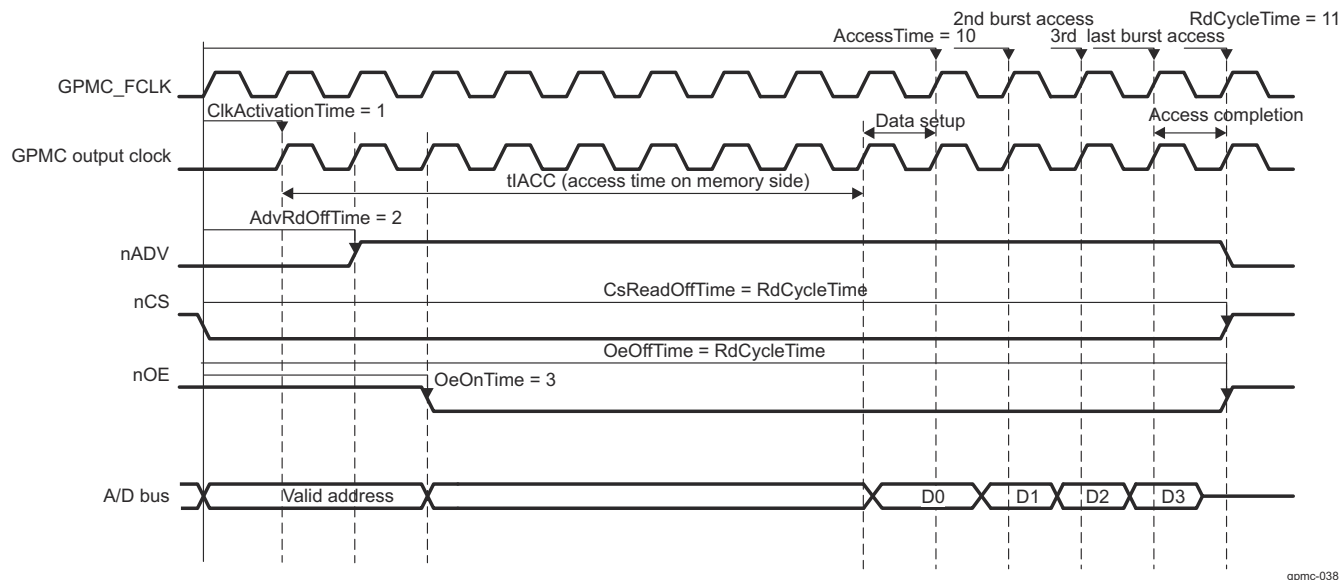 2nd burst access
RdCycleTime = 11
AccessTime = 10
3rd last burst access
GPMC_FCLK
ClkActivationTime = 1
Data setup
Access completion
GPMC output clock
tIACC (access time on memory side)
AdvRdOffTime = 2
nADV
nCS
CsReadOffTime = RdCycleTime
OeOffTime = RdCycleTime
nOE
OeOnTime = 3
A/D bus
Valid address
D0
D1
D2
D3
gpmc-038